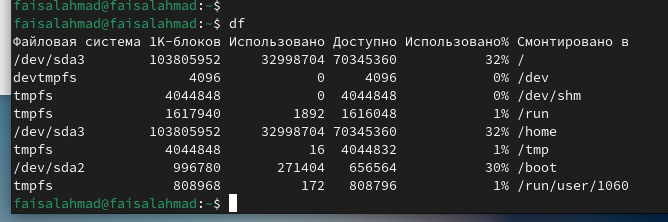 faisalahmad@faisalahmad:~$
faisalahmad@faisalahmad:~$ df
Файловая система 1K-блоков Использовано Доступно Использовано% Смонтировано в
/dev/sda3 103805952 32998704 70345360 32% /
devtmpfs 4096 0 4096 0% /dev
tmpfs 4044848 0 4044848 0% /dev/shm
tmpfs 1617940 1892 1616048 1% /run
/dev/sda3 103805952 32998704 70345360 32% /home
tmpfs 4044848 16 4044832 1% /tmp
/dev/sda2 996780 271404 656564 30% /boot
tmpfs 808968 172 808796 1% /run/user/1060
faisalahmad@faisalahmad:~$